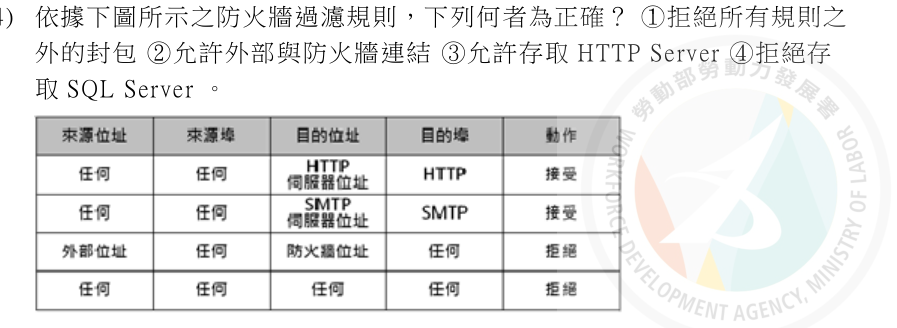 4) 依據下圖所示之防火牆過濾規則，下列何者為正確？ ①拒絕所有規則之
外的封包 ②允許外部與防火牆連結 ③允許存取 HTTP Server ④拒絕存
取 SQL Server 。
來源位址 來源埠 目的位址 目的埠 動作
任何 任何 HTTP 伺服器位址 HTTP 接受
任何 任何 SMTP 伺服器位址 SMTP 接受
外部位址 任何 防火牆位址 任何 拒絕
任何 任何 任何 任何 拒絕
勞動部勞動力發展署
WORKFORCE DEVELOPMENT AGENCY, MINISTRY OF LABOR